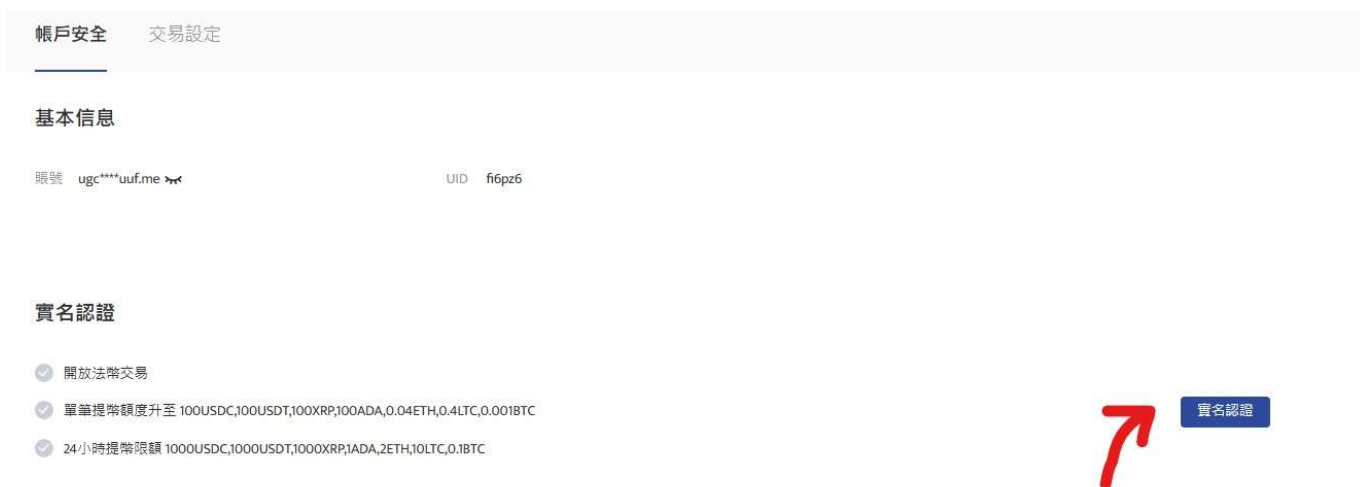 帳戶安全 交易設定
基本信息
賬號 ugc****uuf.me UID fi6pz6
實名認證
開放法幣交易
單筆提幣額度升至 100USDC,100USDT,100XRP,100ADA,0.04ETH,0.4LTC,0.001BTC
實名認證
24小時提幣限額 1000USDC,1000USDT,1000XRP,1ADA,2ETH,10LTC,0.1BTC